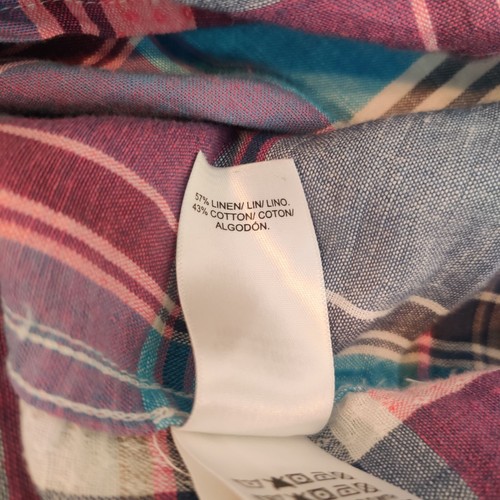 57% LINEN/ LIN/ LINO.
43% COTTON/ COTON/
ALGODÓN.